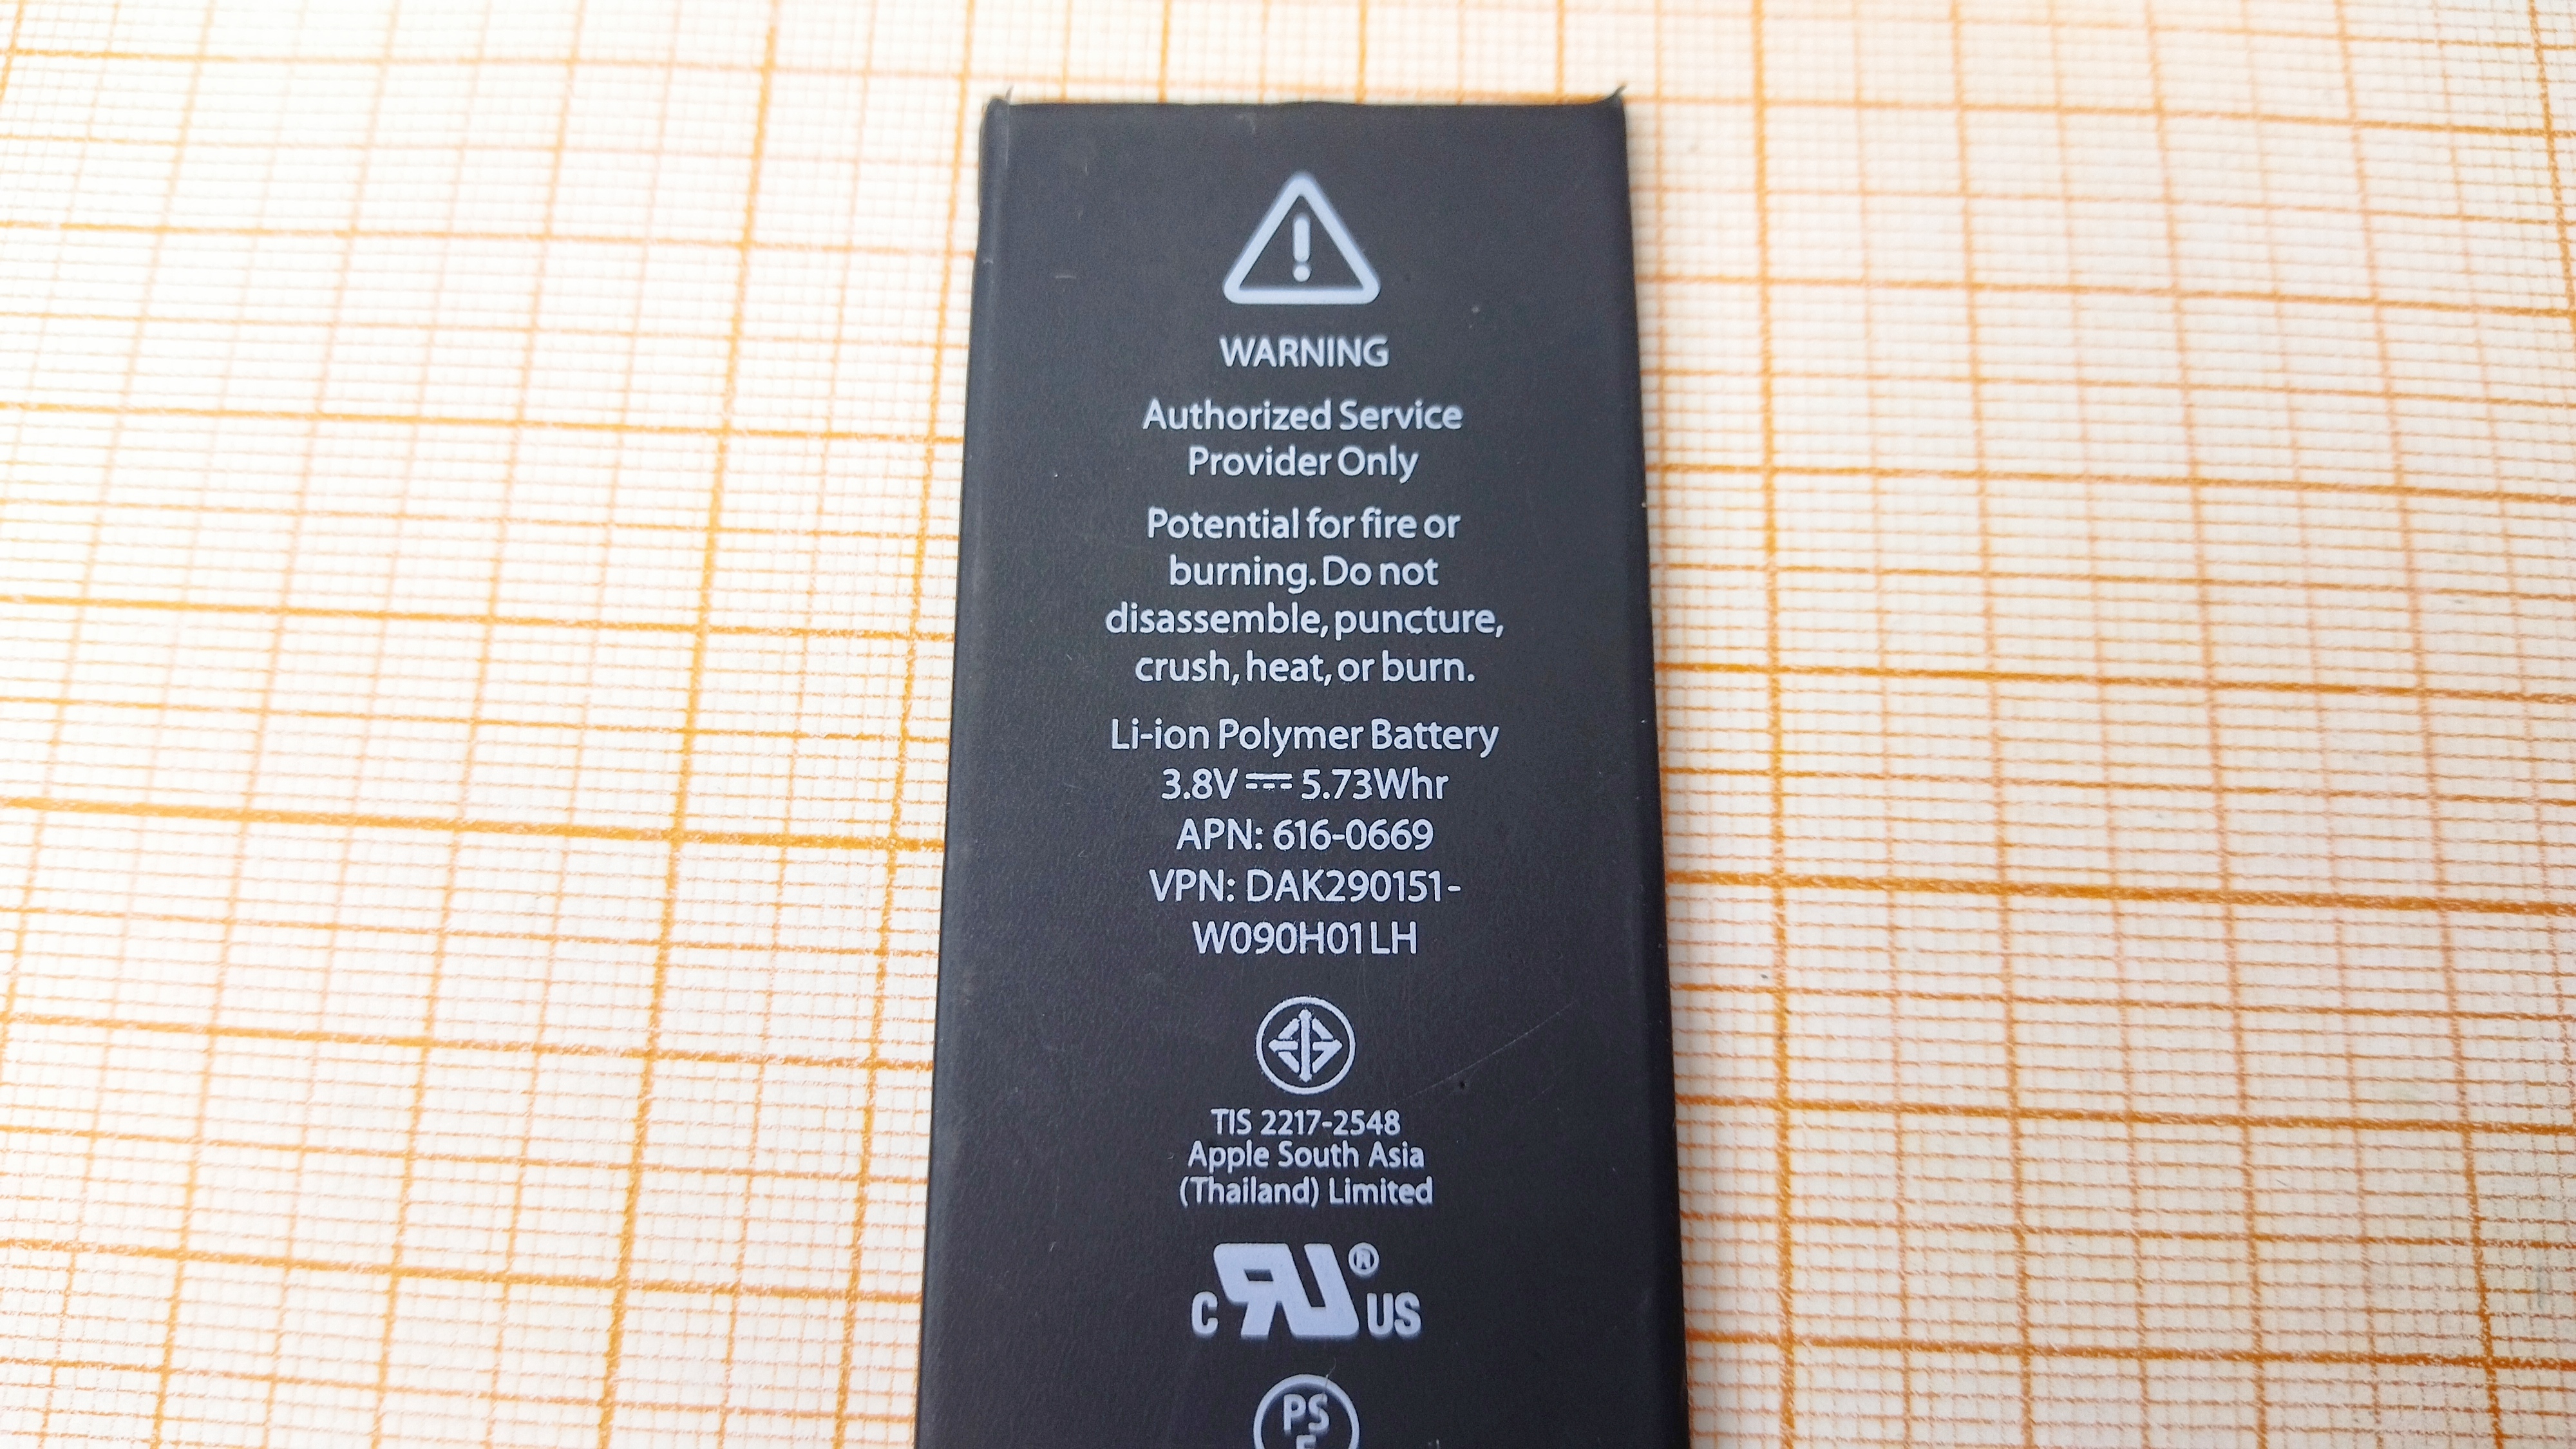 !
WARNING
Authorized Service
Provider Only
Potential for fire or
burning. Do not
disassemble, puncture,
crush, heat, or burn.
Li-ion Polymer Battery
3.8V ⎓ 5.73Whr
APN: 616-0669
VPN: DAK290151-
W090H01LH
TIS 2217-2548
Apple South Asia
(Thailand) Limited
C RU® US
PS
E